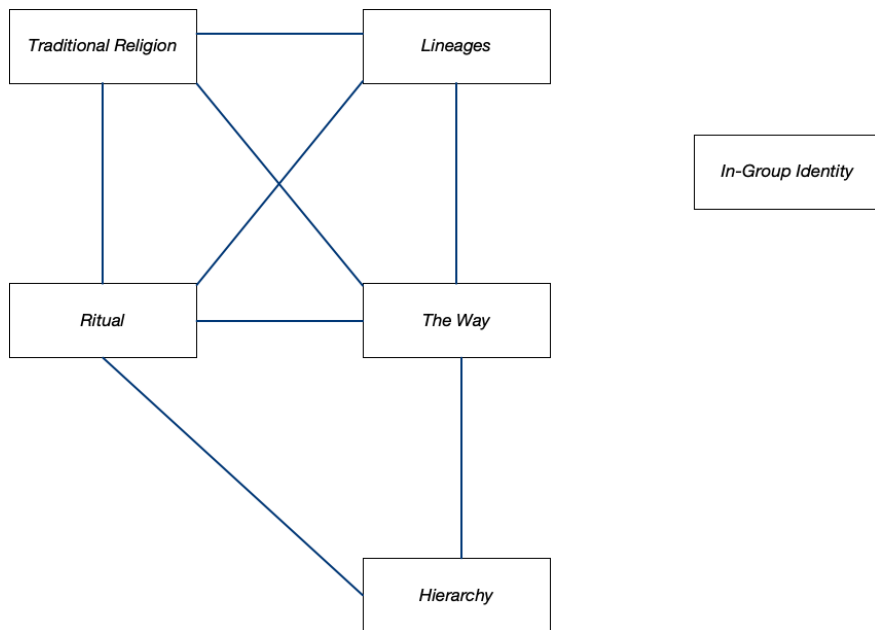 Traditional Religion
Lineages
In-Group Identity
Ritual
The Way
Hierarchy